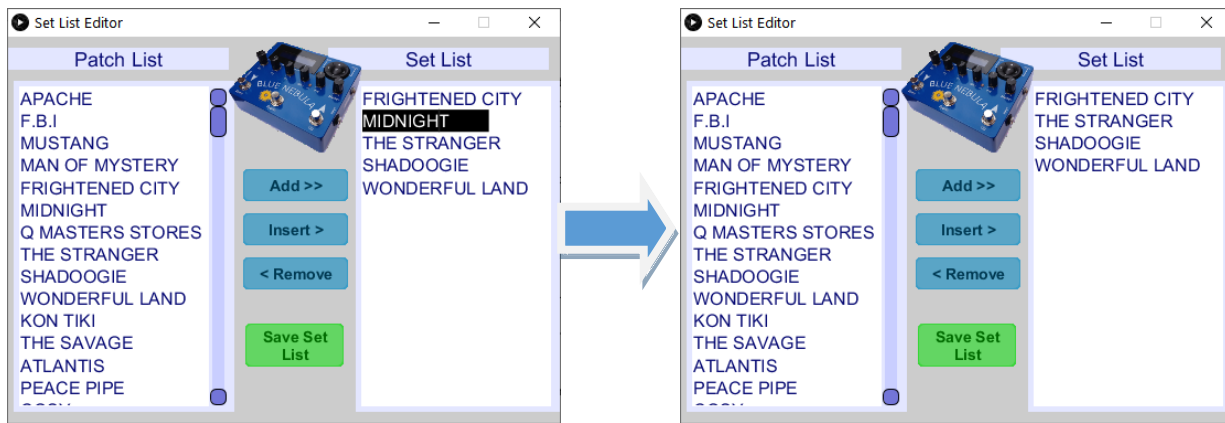 Set List Editor
Patch List
Set List
BLUE NEBULA
APACHE
F.B.I
MUSTANG
MAN OF MYSTERY
FRIGHTENED CITY
MIDNIGHT
Q MASTERS STORES
THE STRANGER
SHADOOGIE
WONDERFUL LAND
KON TIKI
THE SAVAGE
ATLANTIS
PEACE PIPE
Add >>
Insert >
< Remove
Save Set
List
FRIGHTENED CITY
MIDNIGHT
THE STRANGER
SHADOOGIE
WONDERFUL LAND
Set List Editor
Patch List
Set List
BLUE NEBULA
APACHE
F.B.I
MUSTANG
MAN OF MYSTERY
FRIGHTENED CITY
MIDNIGHT
Q MASTERS STORES
THE STRANGER
SHADOOGIE
WONDERFUL LAND
KON TIKI
THE SAVAGE
ATLANTIS
PEACE PIPE
Add >>
Insert >
< Remove
Save Set
List
FRIGHTENED CITY
THE STRANGER
SHADOOGIE
WONDERFUL LAND